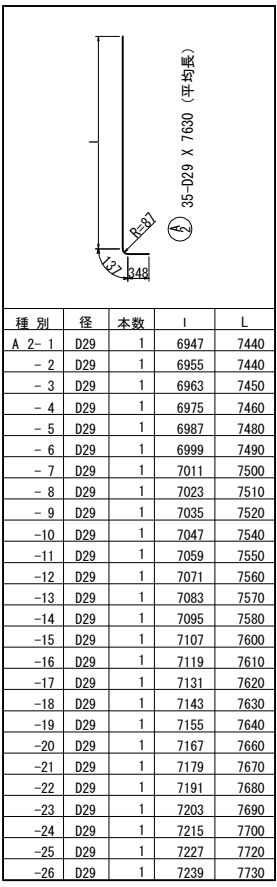 l
R=87
137
348
A2 35-D29 X 7630 (平均長)
種 別 径 本数 l L
A 2- 1 D29 1 6947 7440
- 2 D29 1 6955 7440
- 3 D29 1 6963 7450
- 4 D29 1 6975 7460
- 5 D29 1 6987 7480
- 6 D29 1 6999 7490
- 7 D29 1 7011 7500
- 8 D29 1 7023 7510
- 9 D29 1 7035 7520
-10 D29 1 7047 7540
-11 D29 1 7059 7550
-12 D29 1 7071 7560
-13 D29 1 7083 7570
-14 D29 1 7095 7580
-15 D29 1 7107 7600
-16 D29 1 7119 7610
-17 D29 1 7131 7620
-18 D29 1 7143 7630
-19 D29 1 7155 7640
-20 D29 1 7167 7660
-21 D29 1 7179 7670
-22 D29 1 7191 7680
-23 D29 1 7203 7690
-24 D29 1 7215 7700
-25 D29 1 7227 7720
-26 D29 1 7239 7730